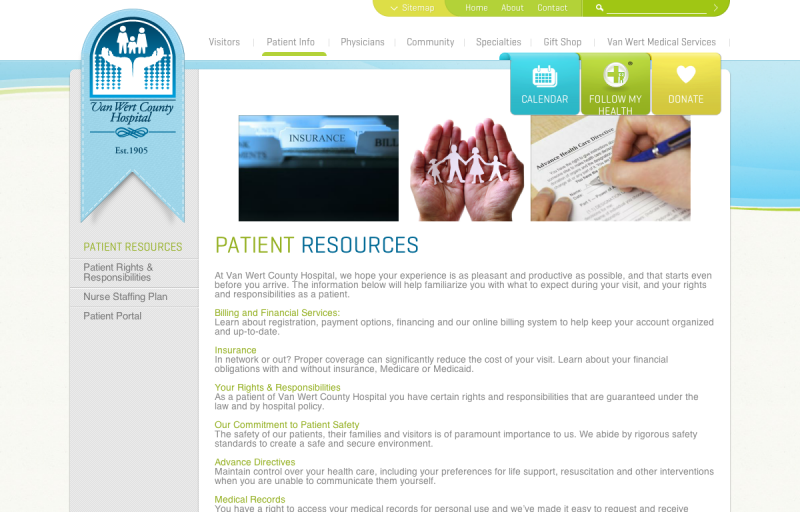 Sitemap
Home About Contact
Visitors Patient Info Physicians Community Specialties Gift Shop Van Wert Medical Services
CALENDAR
FOLLOW MY
HEALTH
DONATE
Van Wert County
Hospital
Est.1905
INSURANCE
BILL
Advance Health Care Directive
PATIENT RESOURCES
Patient Rights &
Responsibilities
Nurse Staffing Plan
Patient Portal
PATIENT RESOURCES
At Van Wert County Hospital, we hope your experience is as pleasant and productive as possible, and that starts even
before you arrive. The information below will help familiarize you with what to expect during your visit, and your rights
and responsibilities as a patient.
Billing and Financial Services:
Learn about registration, payment options, financing and our online billing system to help keep your account organized
and up-to-date.
Insurance
In network or out? Proper coverage can significantly reduce the cost of your visit. Learn about your financial
obligations with and without insurance, Medicare or Medicaid.
Your Rights & Responsibilities
As a patient of Van Wert County Hospital you have certain rights and responsibilities that are guaranteed under the
law and by hospital policy.
Our Commitment to Patient Safety
The safety of our patients, their families and visitors is of paramount importance to us. We abide by rigorous safety
standards to create a safe and secure environment.
Advance Directives
Maintain control over your health care, including your preferences for life support, resuscitation and other interventions
when you are unable to communicate them yourself.
Medical Records
You have a right to access your medical records for personal use and we've made it easy to request and receive